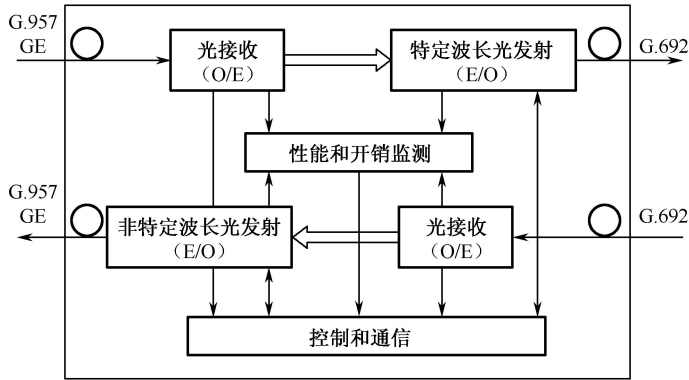 G.957
GE
光接收
（O/E）
特定波长光发射
（E/O）
G.692
性能和开销监测
G.957
GE
非特定波长光发射
（E/O）
光接收
（O/E）
G.692
控制和通信